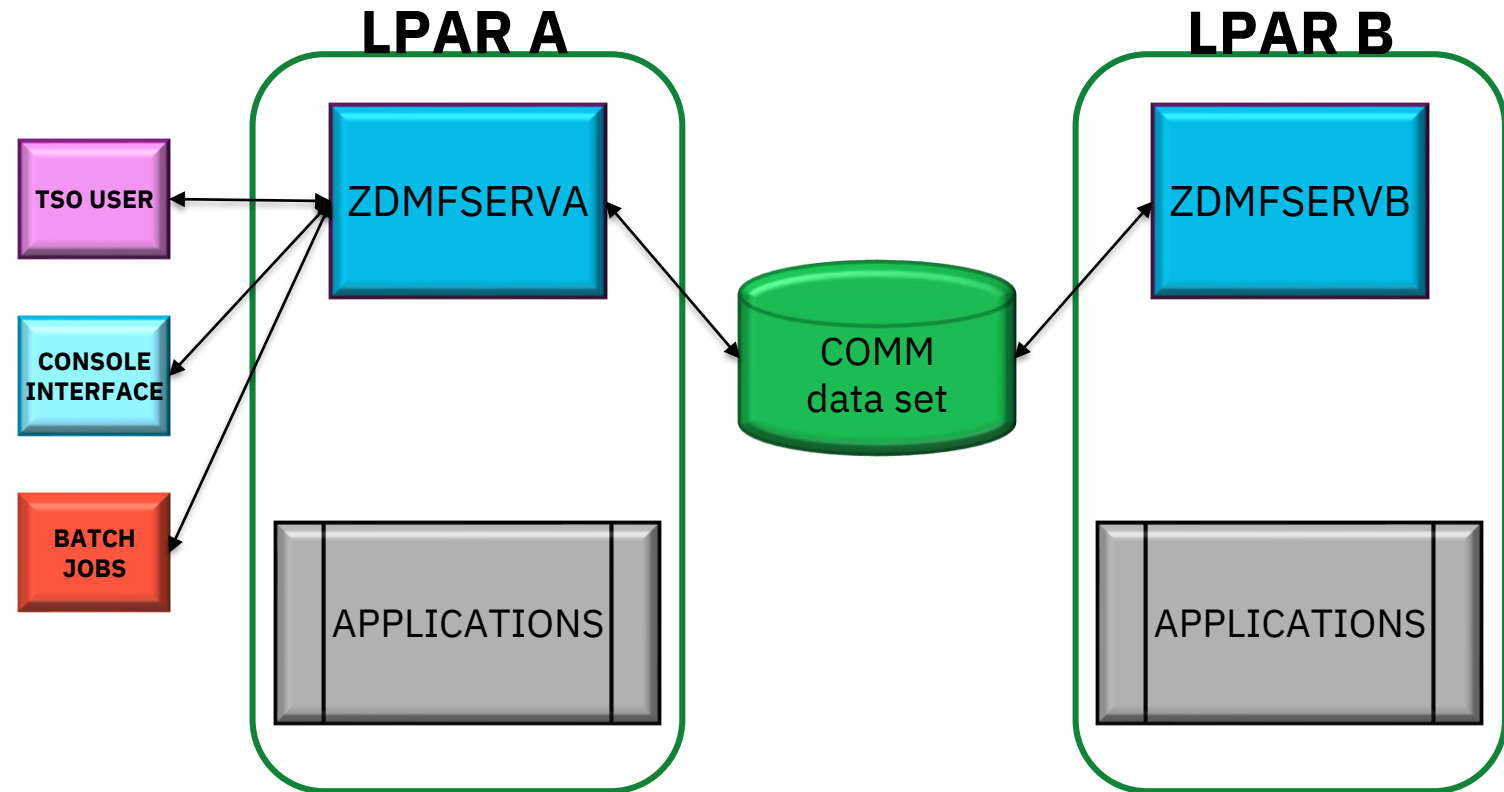 LPAR A
LPAR B
TSO USER
ZDMFSERVA
ZDMFSERVB
CONSOLE
INTERFACE
COMM
data set
BATCH
JOBS
APPLICATIONS
APPLICATIONS